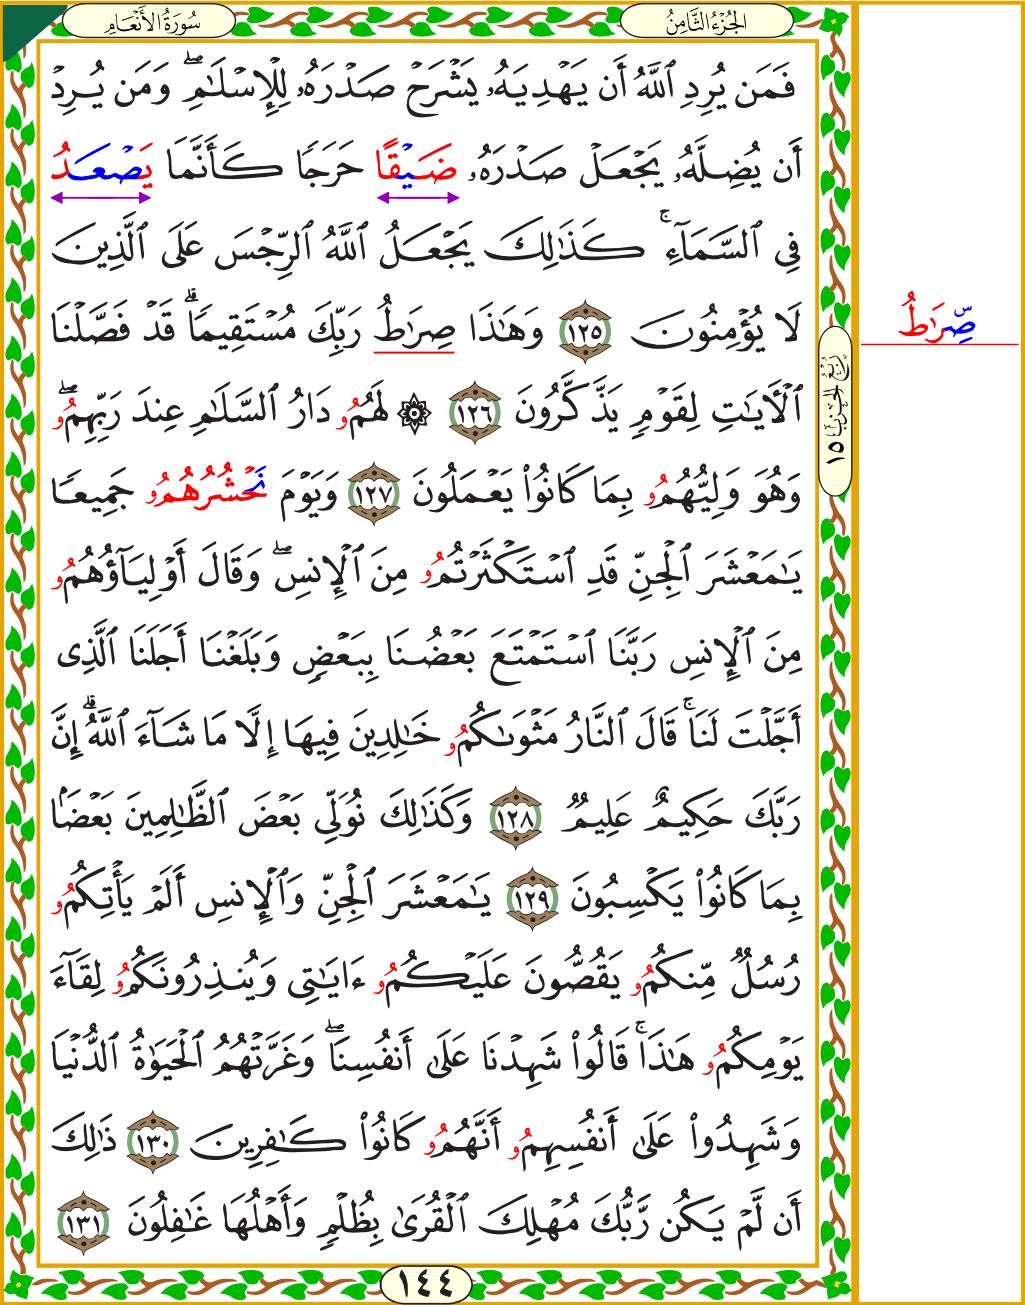 الجُزْءُ الثَّامِنُ
سُورَةُ الأَنْعَامِ
فَمَن يُرِدِ ٱللَّهُ أَن يَهْدِيَهُۥ يَشْرَحْ صَدْرَهُۥ لِلْإِسْلَٰمِۖ وَمَن يُرِدْ
أَن يُضِلَّهُۥ يَجْعَلْ صَدْرَهُۥ ضَيْقًا حَرَجًا كَأَنَّمَا يَصْعَدُ
فِى ٱلسَّمَآءِۚ كَذَٰلِكَ يَجْعَلُ ٱللَّهُ ٱلرِّجْسَ عَلَى ٱلَّذِينَ
لَا يُؤْمِنُونَ ١٢٥ وَهَٰذَا صِرَٰطُ رَبِّكَ مُسْتَقِيمًاۗ قَدْ فَصَّلْنَا
ٱلْأَيَٰتِ لِقَوْمٍ يَذَّكَّرُونَ ١٢٦ ۞ لَهُمُۥ دَارُ ٱلسَّلَٰمِ عِندَ رَبِّهِمُۥۖ
وَهُوَ وَلِيُّهُمُۥ بِمَا كَانُوا۟ يَعْمَلُونَ ١٢٧ وَيَوْمَ نَحْشُرُهُمُۥ جَمِيعًا
يَٰمَعْشَرَ ٱلْجِنِّ قَدِ ٱسْتَكْثَرْتُمُۥ مِنَ ٱلْإِنسِۖ وَقَالَ أَوْلِيَآؤُهُمُۥ
مِنَ ٱلْإِنسِ رَبَّنَا ٱسْتَمْتَعَ بَعْضُنَا بِبَعْضٍ وَبَلَغْنَا أَجَلَنَا ٱلَّذِى
أَجَّلْتَ لَنَاۚ قَالَ ٱلنَّارُ مَثْوَىٰكُمُۥ خَٰلِدِينَ فِيهَا إِلَّا مَا شَآءَ ٱللَّهُۗ إِنَّ
رَبَّكَ حَكِيمٌ عَلِيمٌ ١٢٨ وَكَذَٰلِكَ نُوَلِّى بَعْضَ ٱلظَّٰلِمِينَ بَعْضًا
بِمَا كَانُوا۟ يَكْسِبُونَ ١٢٩ يَٰمَعْشَرَ ٱلْجِنِّ وَٱلْإِنسِ أَلَمْ يَأْتِكُمُۥ
رُسُلٌ مِّنكُمُۥ يَقُصُّونَ عَلَيْكُمُۥ ءَايَٰتِى وَيُنذِرُونَكُمُۥ لِقَآءَ
يَوْمِكُمُۥ هَٰذَاۚ قَالُوا۟ شَهِدْنَا عَلَىٰ أَنفُسِنَاۖ وَغَرَّتْهُمُ ٱلْحَيَوٰةُ ٱلدُّنْيَا
وَشَهِدُوا۟ عَلَىٰ أَنفُسِهِمُۥ أَنَّهُمُۥ كَانُوا۟ كَٰفِرِينَ ١٣٠ ذَٰلِكَ
أَن لَّمْ يَكُن رَّبُّكَ مُهْلِكَ ٱلْقُرَىٰ بِظُلْمٍ وَأَهْلُهَا غَٰفِلُونَ ١٣١
١٤٤
صِّرَٰطُ
رُبْعُ الحِزْبِ ١٥